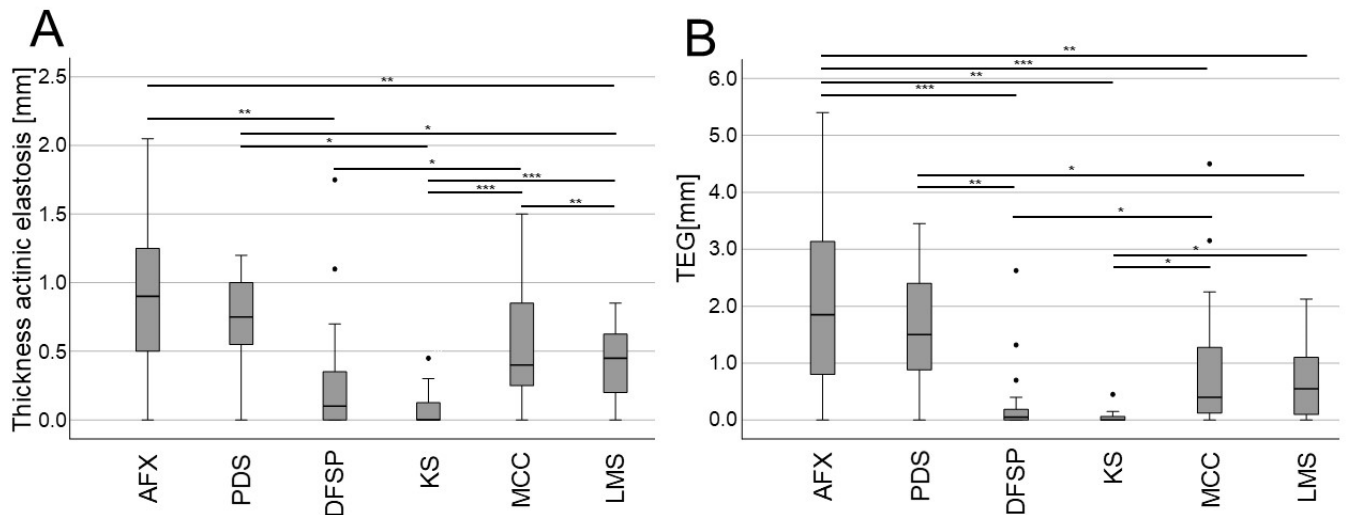 A
Thickness actinic elastosis [mm]
2.5
2.0
1.5
1.0
0.5
0.0
**
**
*
*
*
***
***
**
AFX
PDS
DFSP
KS
MCC
LMS
B
TEG[mm]
6.0
5.0
4.0
3.0
2.0
1.0
0.0
**
***
**
***
*
**
*
*
*
AFX
PDS
DFSP
KS
MCC
LMS